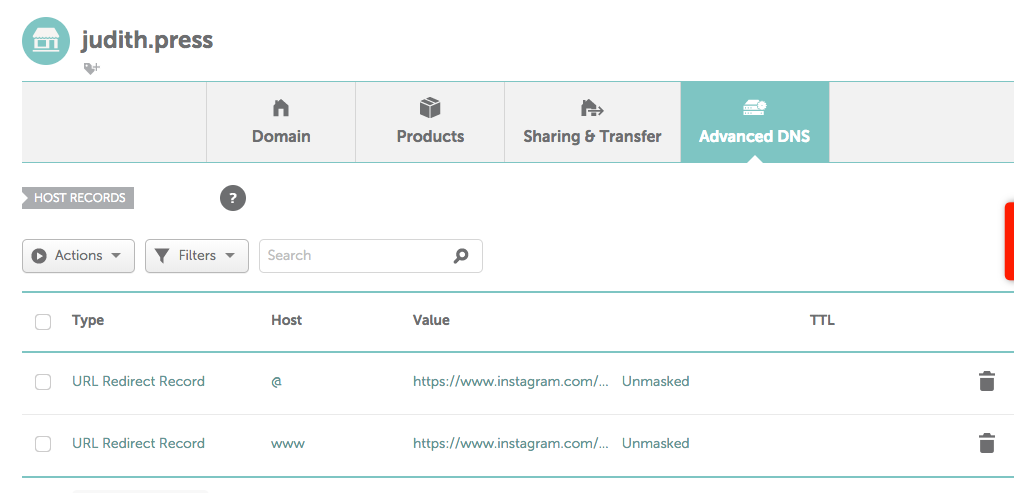 judith.press
Domain
Products
Sharing & Transfer
Advanced DNS
HOST RECORDS
?
Actions
Filters
Search
Type Host Value TTL
URL Redirect Record @ https://www.instagram.com/... Unmasked
URL Redirect Record www https://www.instagram.com/... Unmasked